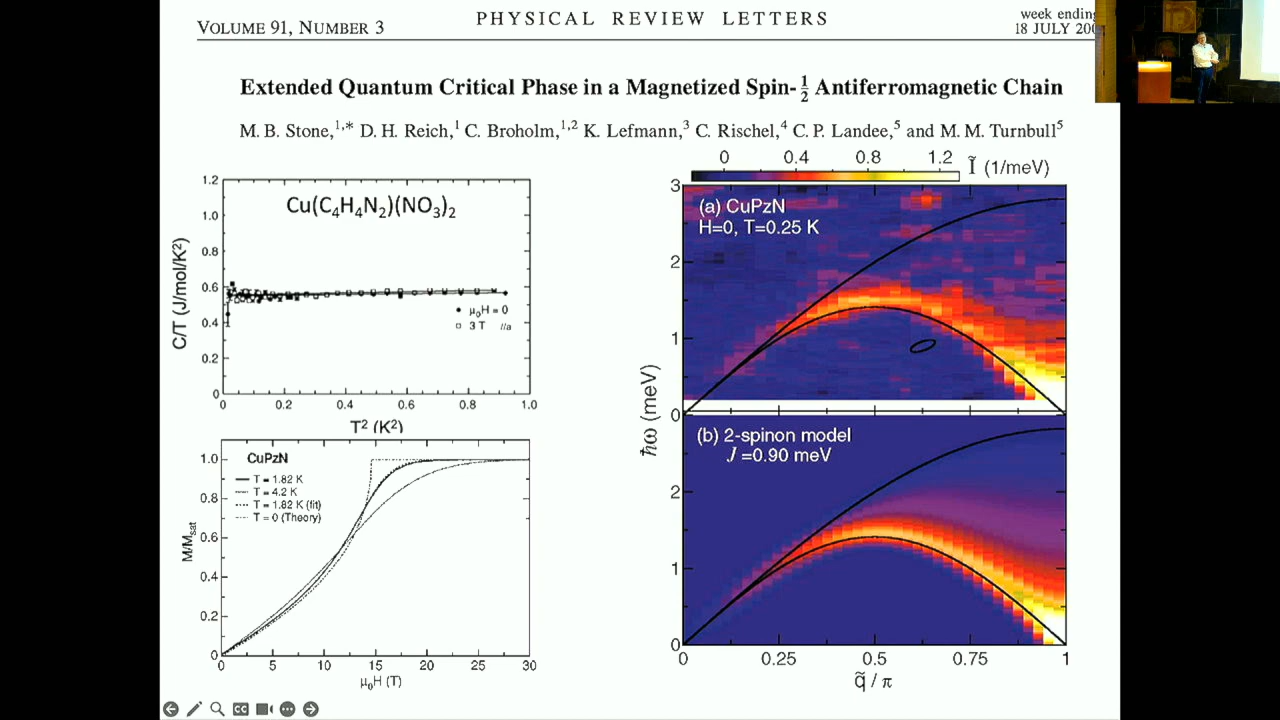 VOLUME 91, NUMBER 3
PHYSICAL REVIEW LETTERS
week ending
18 JULY
Extended Quantum Critical Phase in a Magnetized Spin-½ Antiferromagnetic Chain
M. B. Stone,1,* D. H. Reich,1 C. Broholm,1,2 K. Lefmann,3 C. Rischel,4 C. P. Landee,5 and M. M. Turnbull5
Cu(C4H4N2)(NO3)2
C/T (J/mol/K2)
1.2
1.0
0.8
0.6
0.4
0.2
0
μ0H = 0
3 T //a
0 0.2 0.4 0.6 0.8 1.0
T2 (K2)
CuPzN
T = 1.82 K
T = 4.2 K
T = 1.82 K (fit)
T = 0 (Theory)
M/Msat
1.0
0.8
0.6
0.4
0.2
0
0 5 10 15 20 25 30
μ0H (T)
0 0.4 0.8 1.2 Ĩ (1/meV)
(a) CuPzN
H=0, T=0.25 K
3
2
1
0
ħω (meV)
(b) 2-spinon model
J =0.90 meV
2
1
0
0 0.25 0.5 0.75 1
q̃ / π
CC